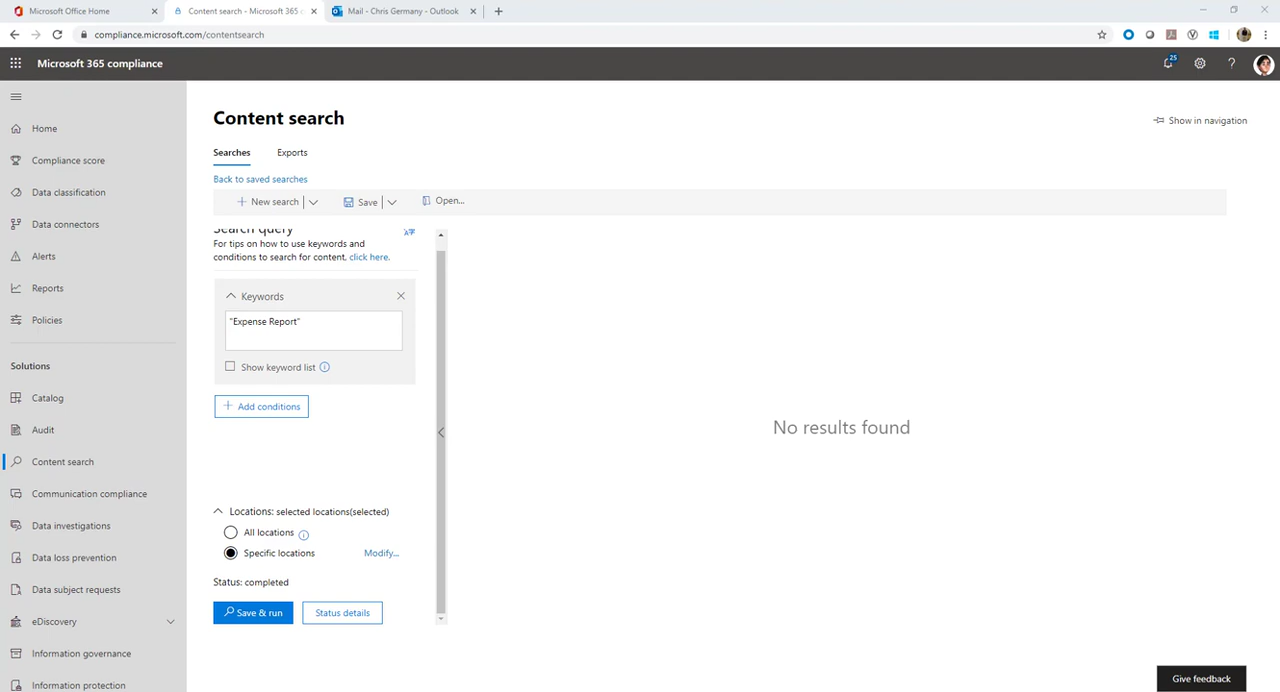 Microsoft Office Home
Content search - Microsoft 365 c
Mail - Chris Germany - Outlook
compliance.microsoft.com/contentsearch
Microsoft 365 compliance
25
?
Home
Compliance score
Data classification
Data connectors
Alerts
Reports
Policies
Solutions
Catalog
Audit
Content search
Communication compliance
Data investigations
Data loss prevention
Data subject requests
eDiscovery
Information governance
Information protection
Content search
Show in navigation
Searches Exports
Back to saved searches
New search Save Open...
Search query
For tips on how to use keywords and
conditions to search for content, click here.
Keywords
"Expense Report"
Show keyword list
Add conditions
No results found
Locations: selected locations(selected)
All locations
Specific locations Modify...
Status: completed
Save & run Status details
Give feedback